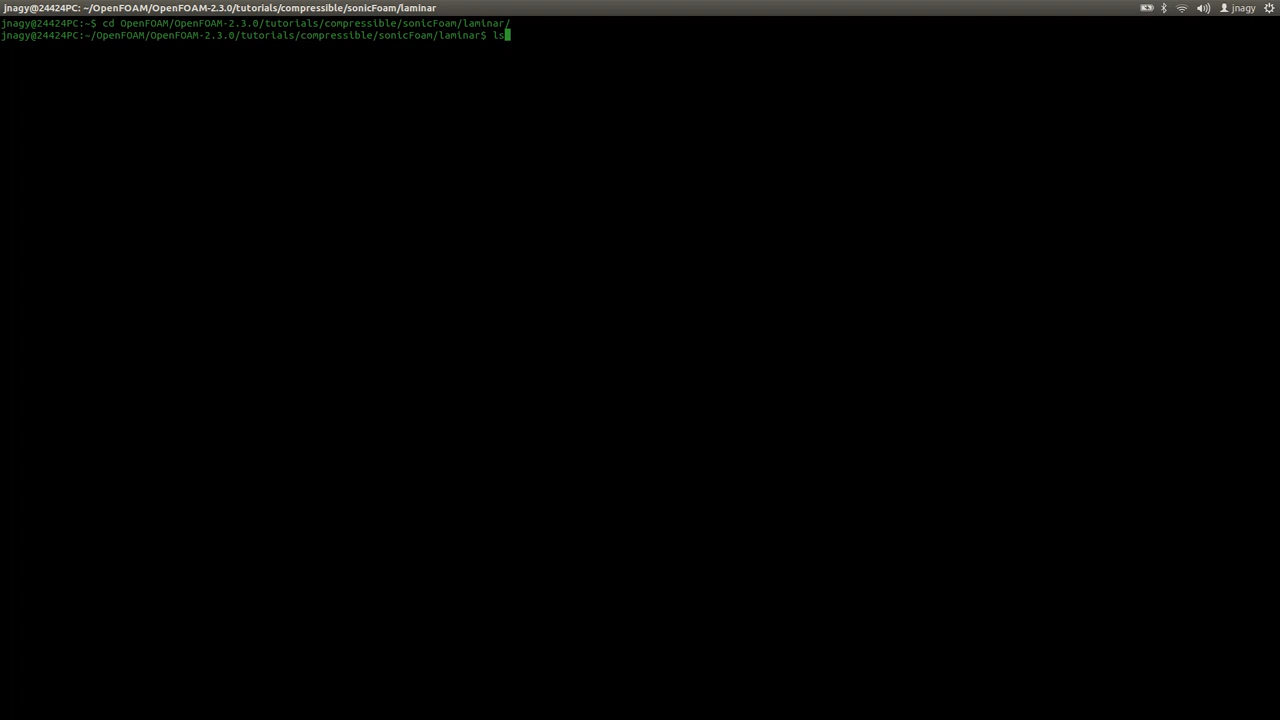 jnagy@24424PC: ~/OpenFOAM/OpenFOAM-2.3.0/tutorials/compressible/sonicFoam/laminar jnagy
jnagy@24424PC:~$ cd OpenFOAM/OpenFOAM-2.3.0/tutorials/compressible/sonicFoam/laminar/
jnagy@24424PC:~/OpenFOAM/OpenFOAM-2.3.0/tutorials/compressible/sonicFoam/laminar$ ls